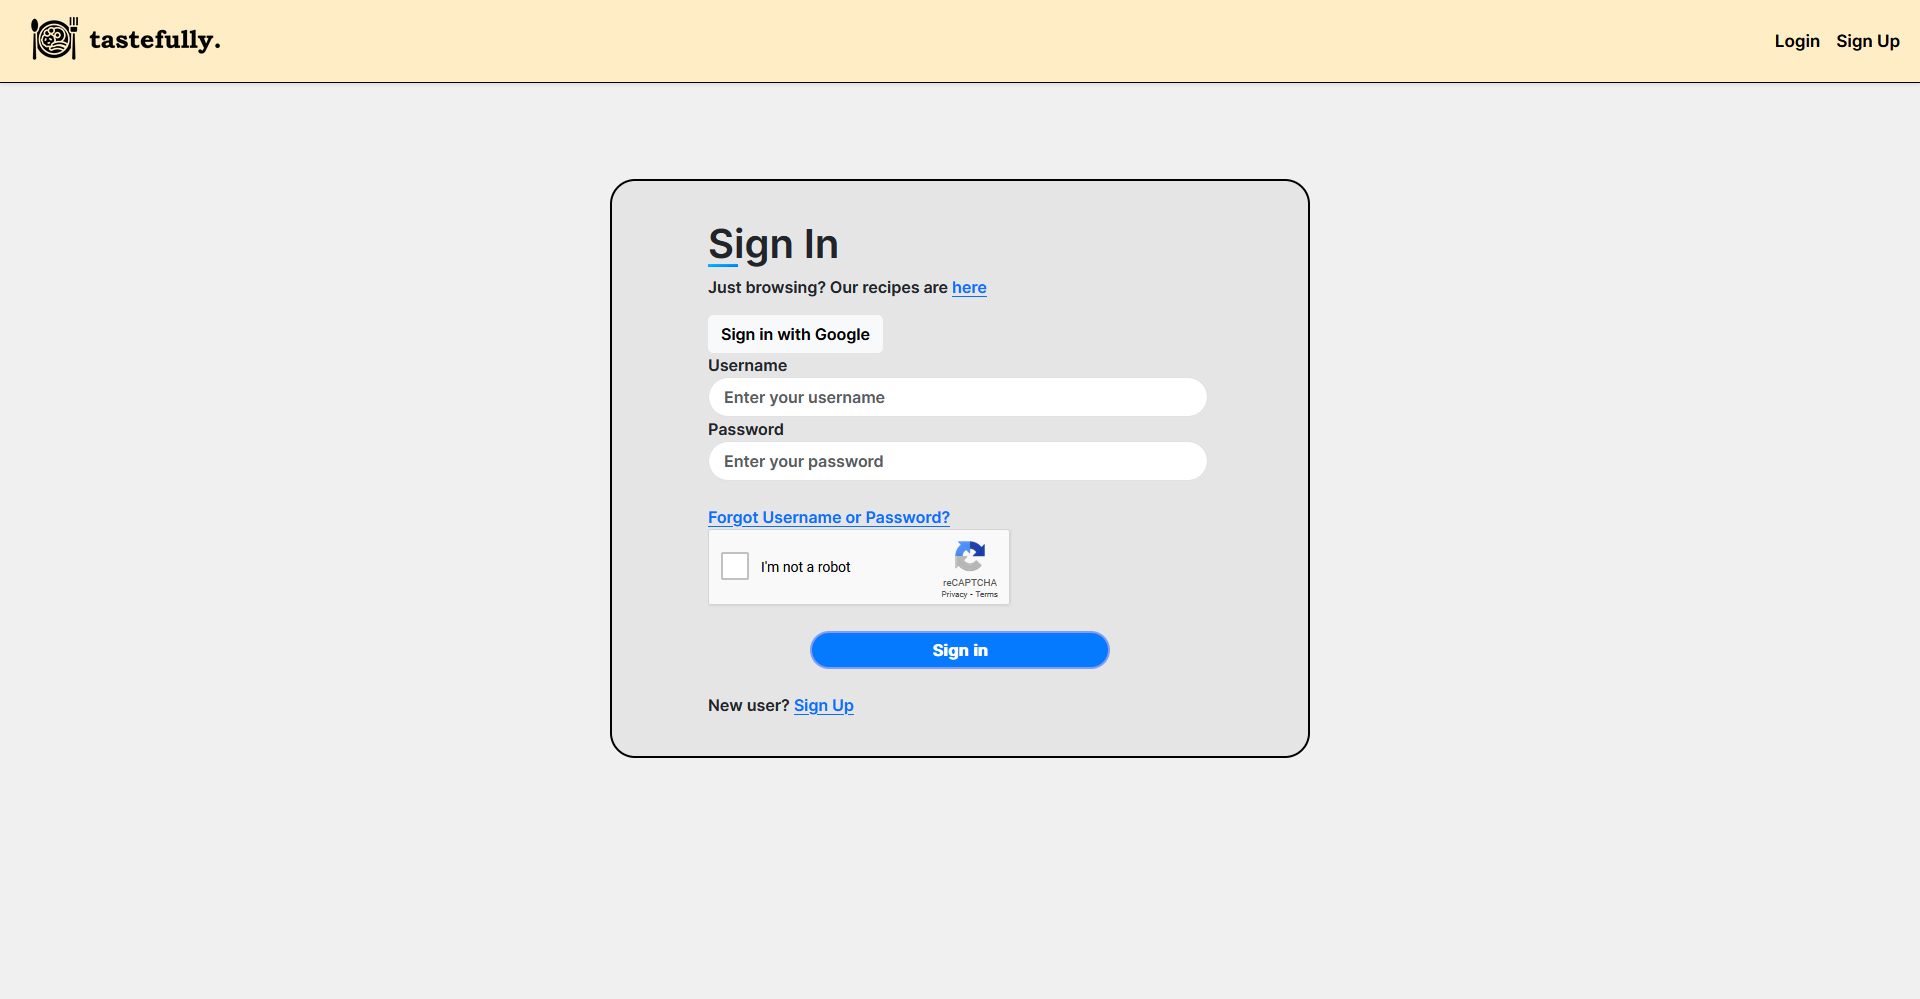 tastefully.
Login Sign Up
Sign In
Just browsing? Our recipes are here
Sign in with Google
Username
Enter your username
Password
Enter your password
Forgot Username or Password?
I'm not a robot
reCAPTCHA
Privacy - Terms
Sign in
New user? Sign Up